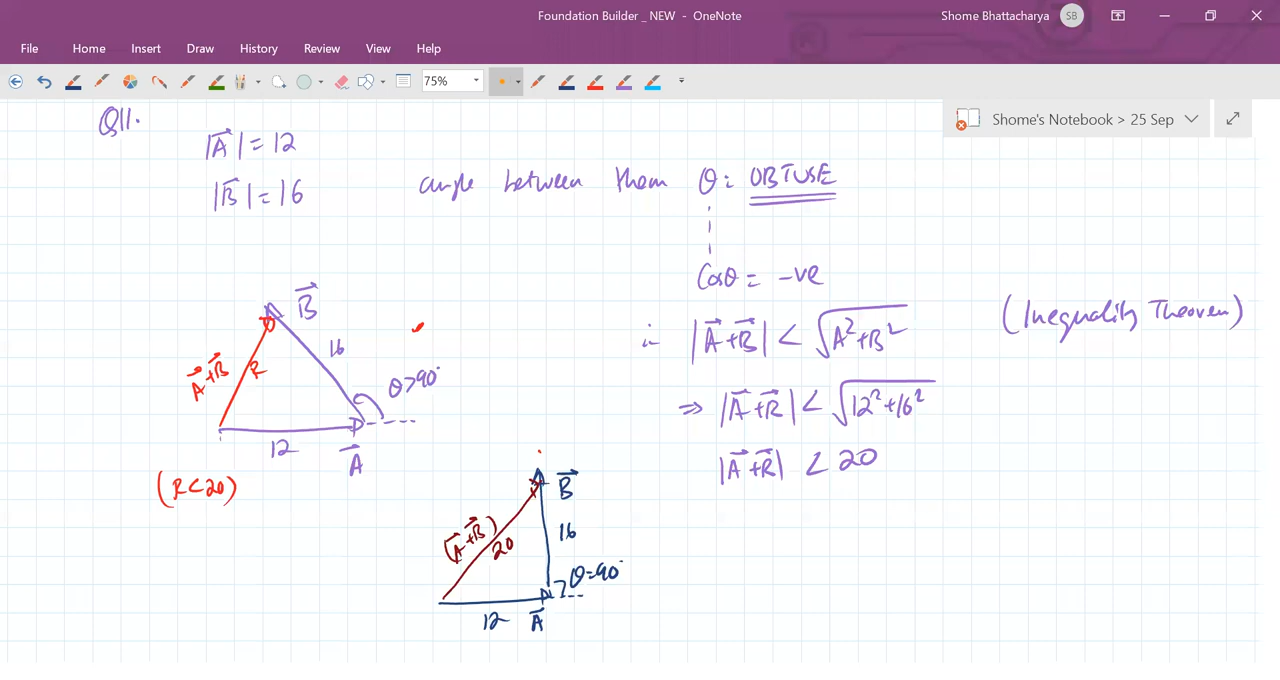 Foundation Builder _ NEW - OneNote
Shome Bhattacharya SB
File Home Insert Draw History Review View Help
75%
Shome's Notebook > 25 Sep
Q11.
|A⃗| = 12
|B⃗| = 16
angle between them θ: OBTUSE
Cosθ = -ve
|A⃗+B⃗| < √A²+B²
(Inequality Theorem)
⇒ |A⃗+B⃗| < √12²+16²
|A⃗+B⃗| < 20
B⃗
16
A⃗+B⃗
R
θ>90°
12
A⃗
(R<20)
B⃗
(A⃗+B⃗)
20
16
θ=90°
12 A⃗